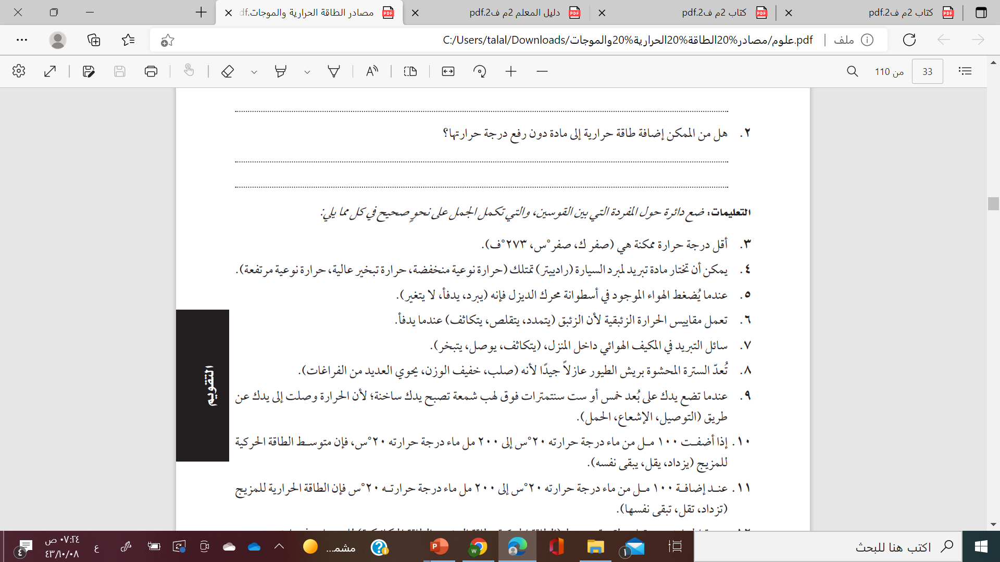 كتاب 2م ف2.pdf
كتاب 2م ف2.pdf
دليل المعلم 2م ف2.pdf
مصادر الطاقة الحرارية والموجات.pdf
ملف
C:/Users/talal/Downloads/علوم/مصادر%20الطاقة%20الحرارية%20والموجات.pdf
33
من 110
٢. هل من الممكن إضافة طاقة حرارية إلى مادة دون رفع درجة حرارتها؟
التعليمات: ضع دائرة حول المفردة التي بين القوسين، والتي تكمل الجمل على نحوٍ صحيح في كل مما يلي:
٣. أقل درجة حرارة ممكنة هي (صفر ك، صفر°س، ٢٧٣°ف).
٤. يمكن أن تختار مادة تبريد لمبرد السيارة (رادييتر) تمتلك (حرارة نوعية منخفضة، حرارة تبخير عالية، حرارة نوعية مرتفعة).
٥. عندما يُضغط الهواء الموجود في أسطوانة محرك الديزل فإنه (يبرد، يدفأ، لا يتغير).
٦. تعمل مقاييس الحرارة الزئبقية لأن الزئبق (يتمدد، يتقلص، يتكاثف) عندما يدفأ.
٧. سائل التبريد في المكيف الهوائي داخل المنزل، (يتكاثف، يوصل، يتبخر).
٨. تُعدّ السترة المحشوة بريش الطيور عازلاً جيدًا لأنه (صلب، خفيف الوزن، يحوي العديد من الفراغات).
٩. عندما تضع يدك على بُعد خمس أو ست سنتمترات فوق لهب شمعة تصبح يدك ساخنة؛ لأن الحرارة وصلت إلى يدك عن
طريق (التوصيل، الإشعاع، الحمل).
١٠. إذا أضفت ١٠٠ مل من ماء درجة حرارته ٢٠°س إلى ٢٠٠ مل ماء درجة حرارته ٢٠°س، فإن متوسط الطاقة الحركية
للمزيج (يزداد، يقل، يبقى نفسه).
١١. عند إضافة ١٠٠ مل من ماء درجة حرارته ٢٠°س إلى ٢٠٠ مل ماء درجة حرارته ٢٠°س فإن الطاقة الحرارية للمزيج
(تزداد، تقل، تبقى نفسها).
التقويم
اكتب هنا للبحث
١
مشمـ...
ع
٠٧:٢٤ ص
٤٣/١٠/٠٨
٤